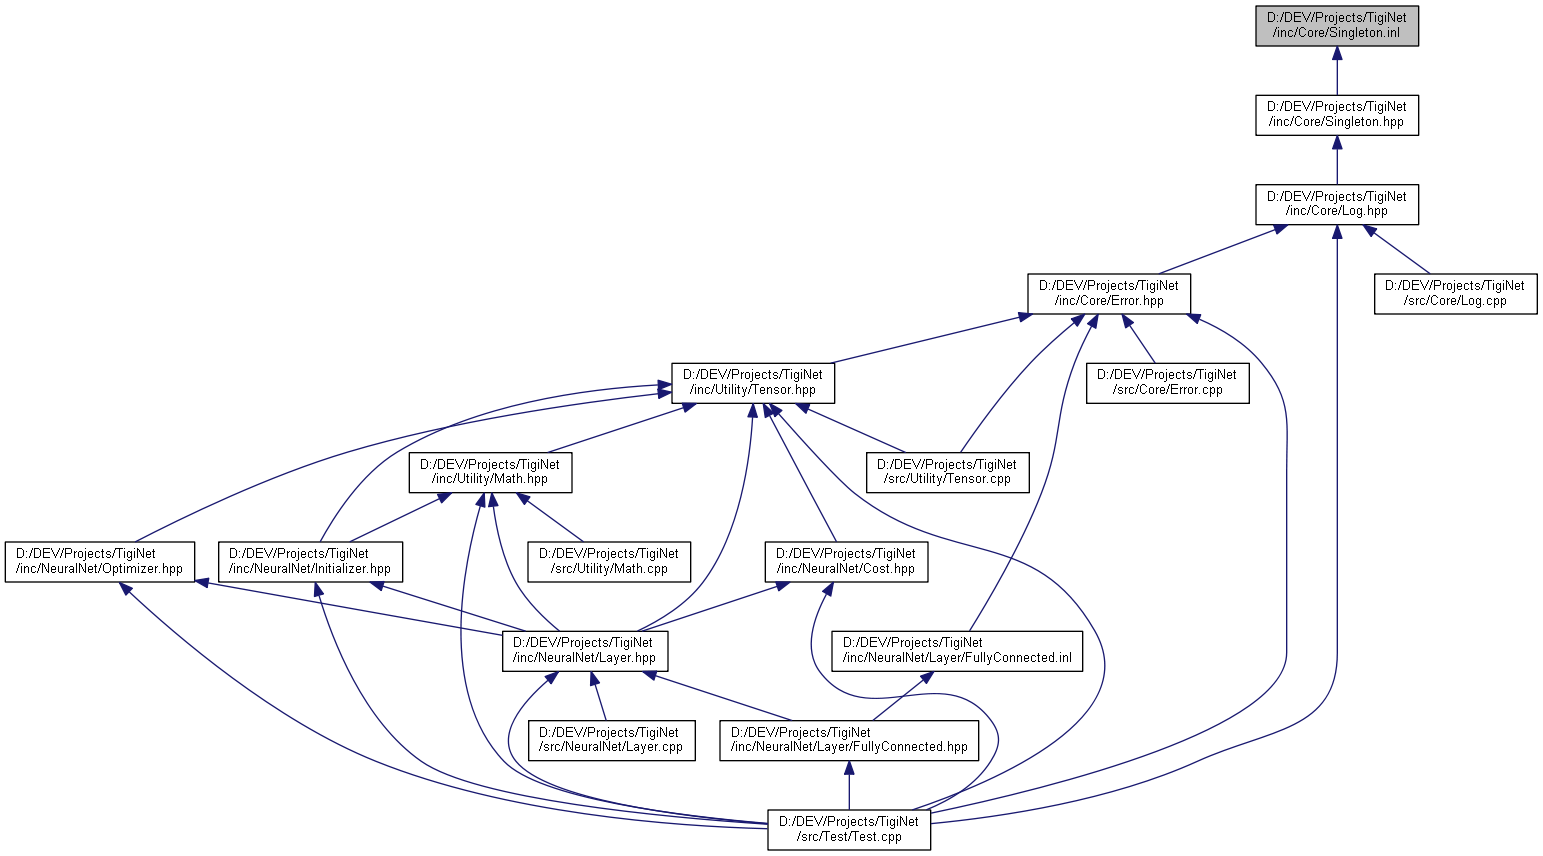 D:/DEV/Projects/TigiNet
/inc/Core/Singleton.inl
D:/DEV/Projects/TigiNet
/inc/Core/Singleton.hpp
D:/DEV/Projects/TigiNet
/inc/Core/Log.hpp
D:/DEV/Projects/TigiNet
/inc/Core/Error.hpp
D:/DEV/Projects/TigiNet
/src/Core/Log.cpp
D:/DEV/Projects/TigiNet
/inc/Utility/Tensor.hpp
D:/DEV/Projects/TigiNet
/src/Core/Error.cpp
D:/DEV/Projects/TigiNet
/inc/Utility/Math.hpp
D:/DEV/Projects/TigiNet
/src/Utility/Tensor.cpp
D:/DEV/Projects/TigiNet
/inc/NeuralNet/Optimizer.hpp
D:/DEV/Projects/TigiNet
/inc/NeuralNet/Initializer.hpp
D:/DEV/Projects/TigiNet
/src/Utility/Math.cpp
D:/DEV/Projects/TigiNet
/inc/NeuralNet/Cost.hpp
D:/DEV/Projects/TigiNet
/inc/NeuralNet/Layer.hpp
D:/DEV/Projects/TigiNet
/inc/NeuralNet/Layer/FullyConnected.inl
D:/DEV/Projects/TigiNet
/src/NeuralNet/Layer.cpp
D:/DEV/Projects/TigiNet
/inc/NeuralNet/Layer/FullyConnected.hpp
D:/DEV/Projects/TigiNet
/src/Test/Test.cpp